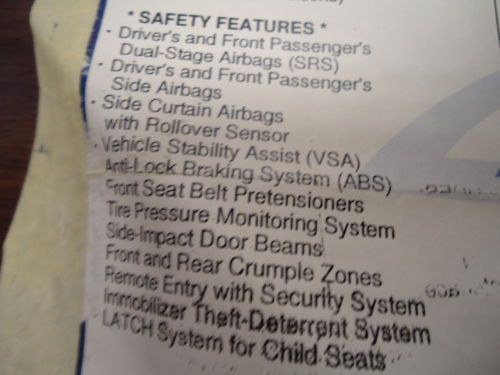 * SAFETY FEATURES *
· Driver's and Front Passenger's
Dual-Stage Airbags (SRS)
· Driver's and Front Passenger's
Side Airbags
· Side Curtain Airbags
with Rollover Sensor
· Vehicle Stability Assist (VSA)
Anti-Lock Braking System (ABS)
Front Seat Belt Pretensioners
Tire Pressure Monitoring System
Side-Impact Door Beams
Front and Rear Crumple Zones
Remote Entry with Security System
Immobilizer Theft-Deterrent System
· LATCH System for Child Seats